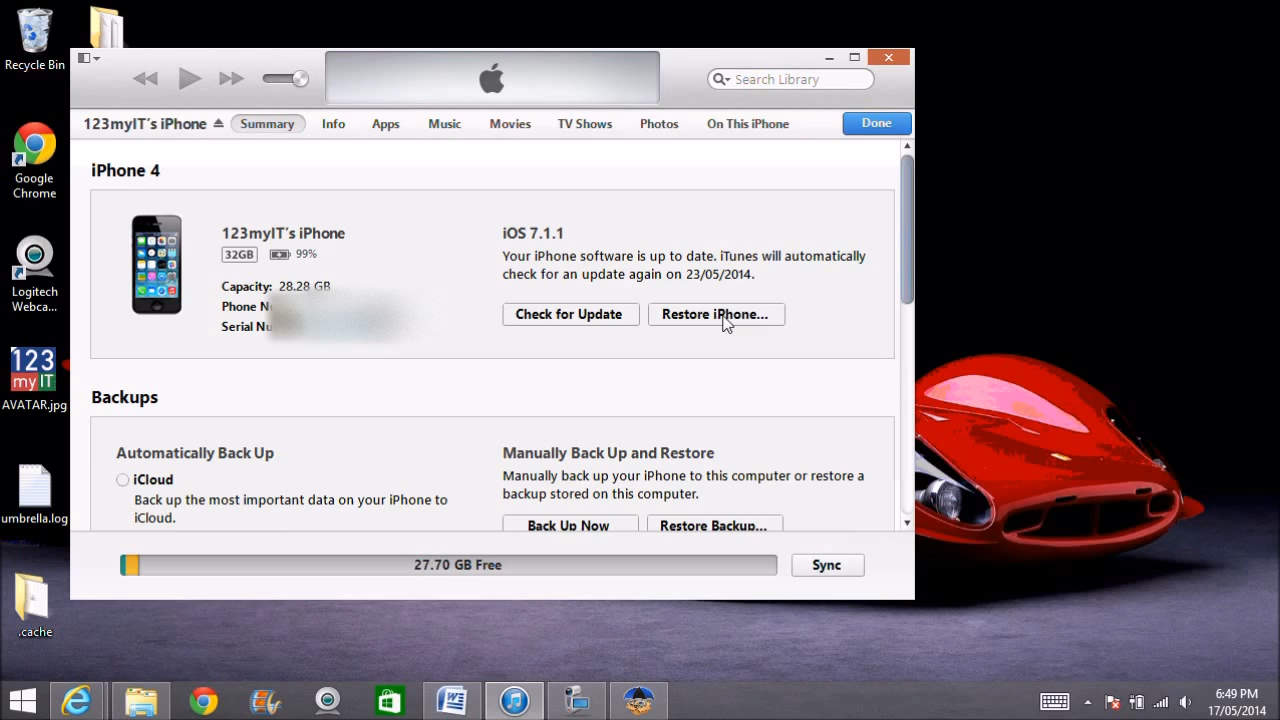 Recycle Bin
Google
Chrome
Logitech
Webca...
123
my IT
AVATAR.jpg
umbrella.log
.cache
Search Library
123myIT's iPhone
Summary
Info
Apps
Music
Movies
TV Shows
Photos
On This iPhone
Done
iPhone 4
123myIT's iPhone
32GB
99%
Capacity: 28.28 GB
Phone N
Serial Nu
iOS 7.1.1
Your iPhone software is up to date. iTunes will automatically
check for an update again on 23/05/2014.
Check for Update
Restore iPhone...
Backups
Automatically Back Up
iCloud
Back up the most important data on your iPhone to
iCloud.
Manually Back Up and Restore
Manually back up your iPhone to this computer or restore a
backup stored on this computer.
Back Up Now
Restore Backup...
27.70 GB Free
Sync
6:49 PM
17/05/2014